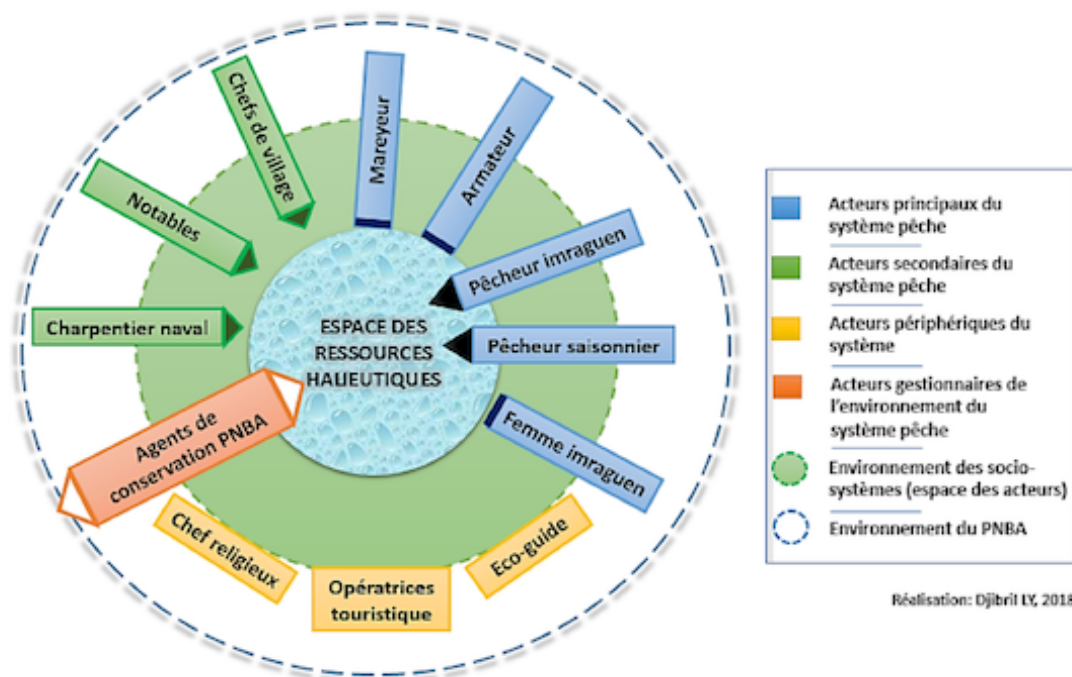 Chefs de village
Mareyeur
Armateur
Notables
Pêcheur imraguen
Charpentier naval
ESPACE DES
RESSOURCES
HALIEUTIQUES
Pêcheur saisonnier
Agents de
conservation PNBA
Femme imraguen
Chef religieux
Opératrices
touristique
Eco-guide
Acteurs principaux du
système pêche
Acteurs secondaires du
système pêche
Acteurs périphériques du
système
Acteurs gestionnaires de
l'environnement du
système pêche
Environnement des socio-
systèmes (espace des acteurs)
Environnement du PNBA
Réalisation: Djibril LY, 2018